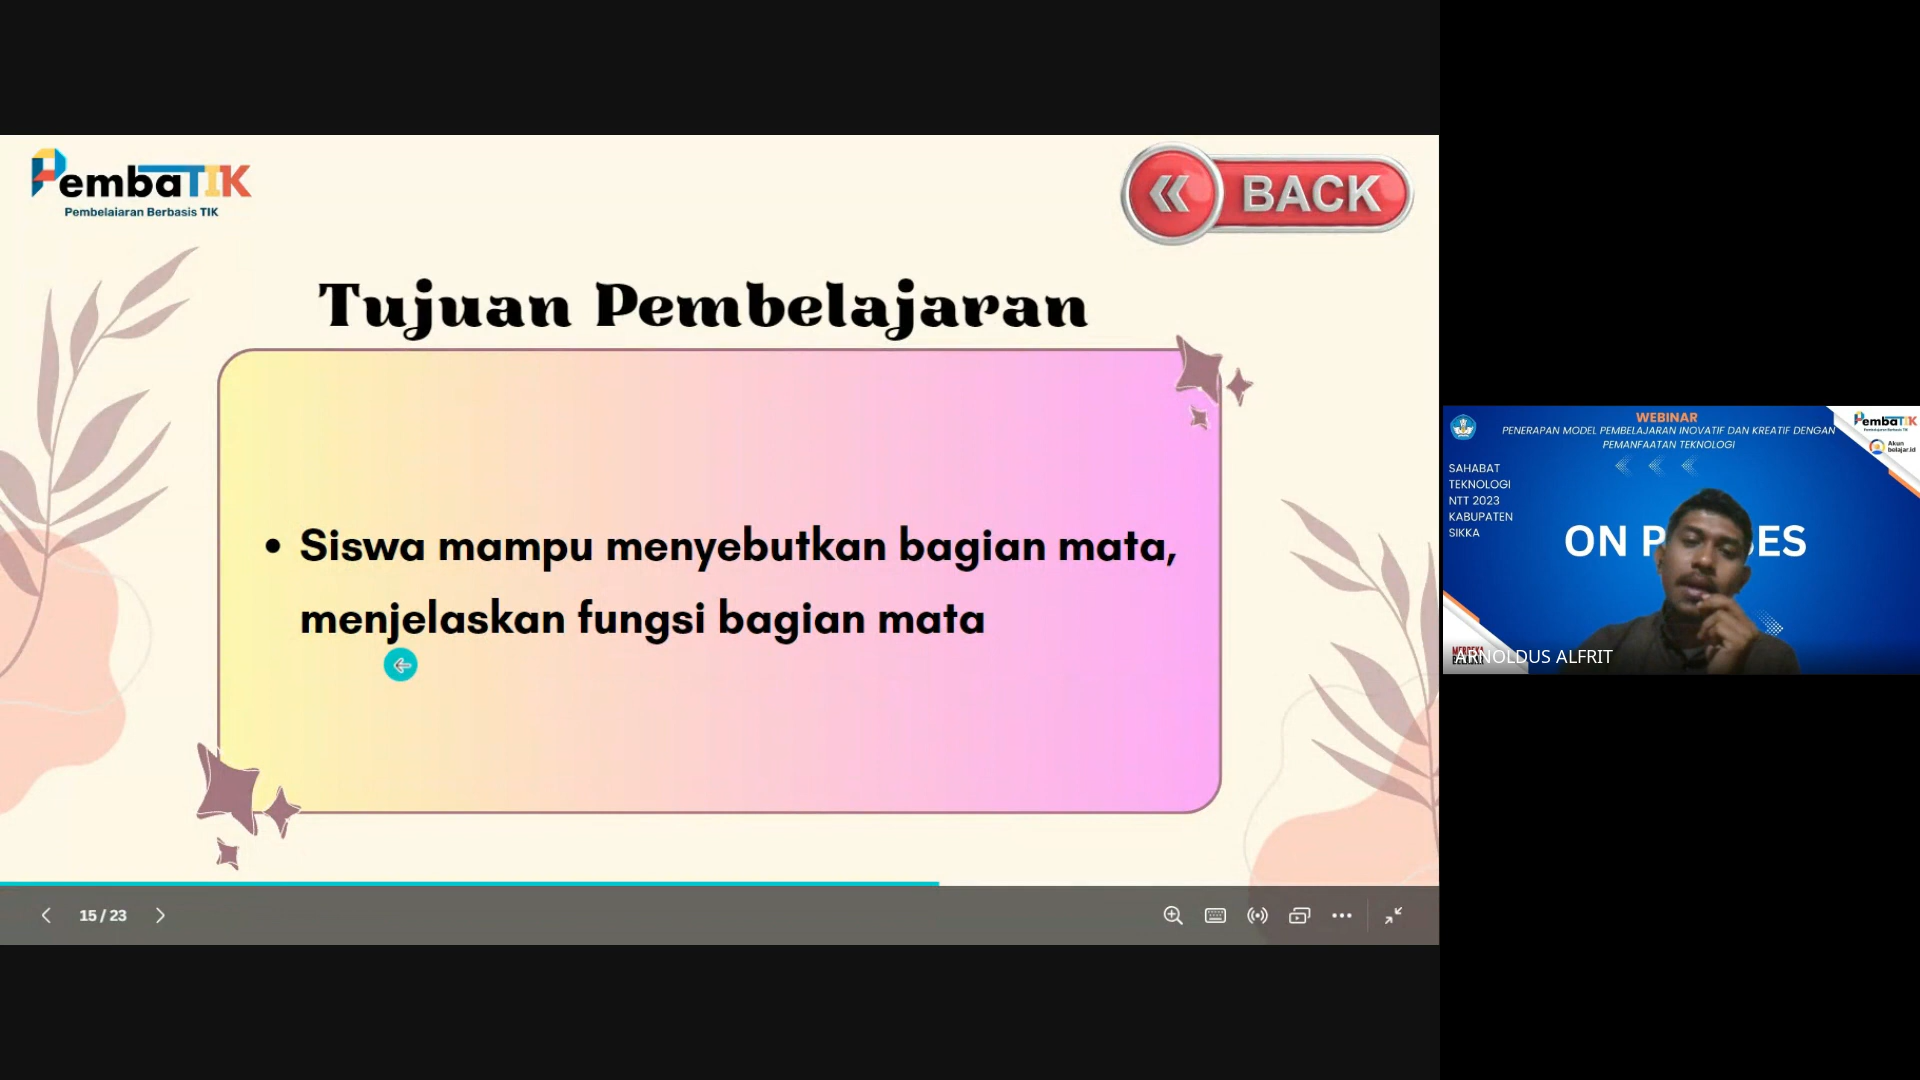 PembaTIK
Pembelajaran Berbasis TIK
BACK
Tujuan Pembelajaran
• Siswa mampu menyebutkan bagian mata,
menjelaskan fungsi bagian mata
15 / 23
WEBINAR
PENERAPAN MODEL PEMBELAJARAN INOVATIF DAN KREATIF DENGAN
PEMANFAATAN TEKNOLOGI
PembaTIK
Akun
belajar.id
SAHABAT
TEKNOLOGI
NTT 2023
KABUPATEN
SIKKA
ON P SES
ARNOLDUS ALFRIT